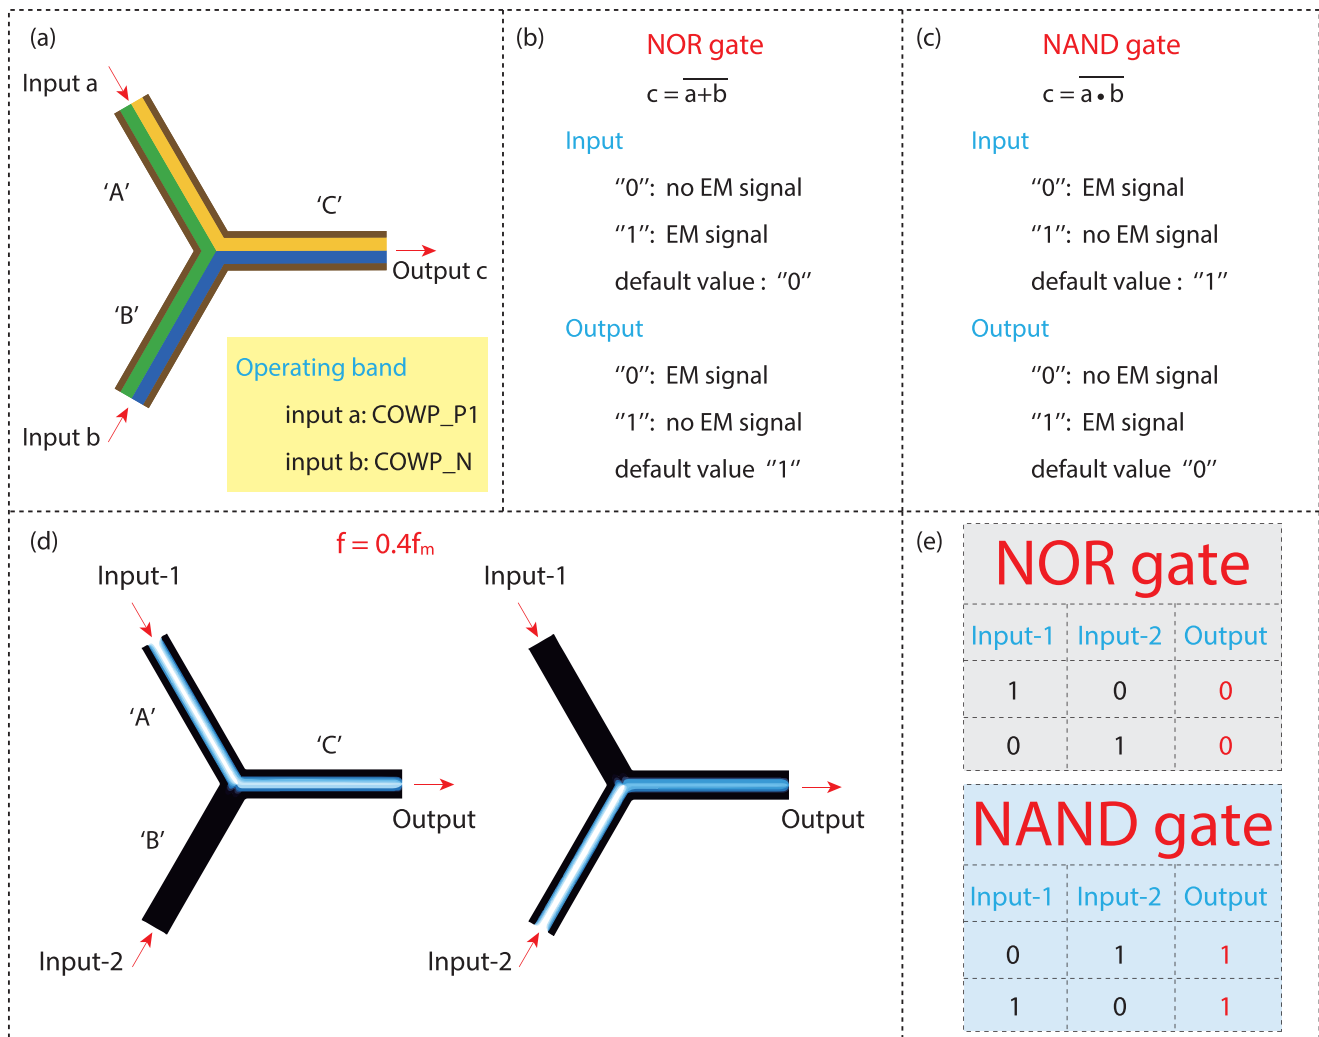 (a)
Input a
‘A’
‘C’
Output c
‘B’
Input b
Operating band
input a: COWP_P1
input b: COWP_N
(b)
NOR gate
c = a+b
Input
‘’0’’: no EM signal
‘’1’’: EM signal
default value : ‘’0’’
Output
‘’0’’: EM signal
‘’1’’: no EM signal
default value ‘’1’’
(c)
NAND gate
c = a • b
Input
‘’0’’: EM signal
‘’1’’: no EM signal
default value : ‘’1’’
Output
‘’0’’: no EM signal
‘’1’’: EM signal
default value ‘’0’’
(d)
f = 0.4fm
Input-1
‘A’
‘C’
Output
‘B’
Input-2
Input-1
Output
Input-2
(e)
NOR gate
Input-1 Input-2 Output
1 0 0
0 1 0
NAND gate
Input-1 Input-2 Output
0 1 1
1 0 1